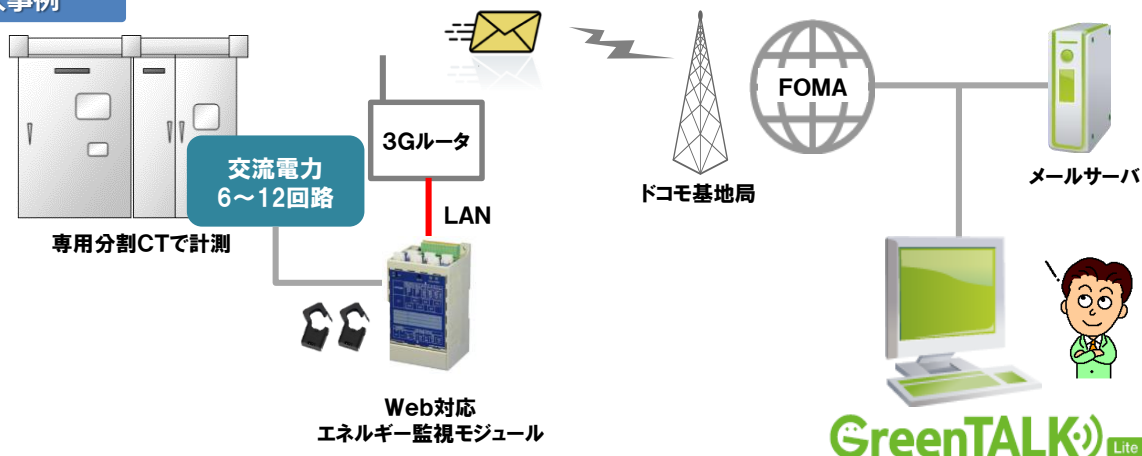 事例
3Gルータ
FOMA
交流電力
6～12回路
ドコモ基地局
メールサーバ
LAN
専用分割CTで計測
Web対応
エネルギー監視モジュール
GreenTALK Lite